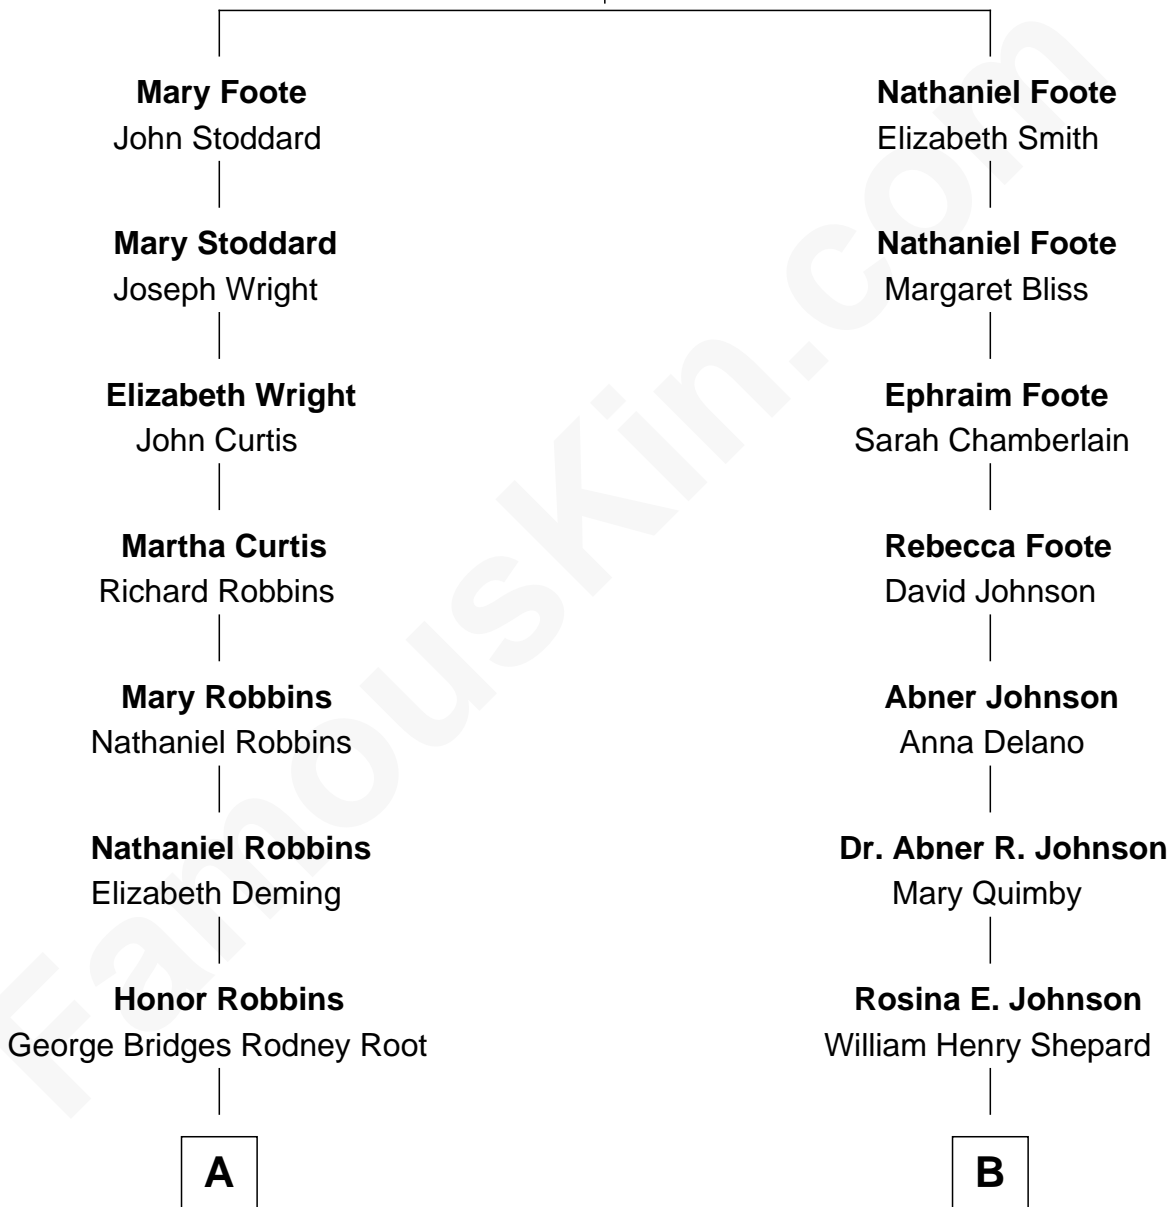 Mary Foote
John Stoddard
Mary Stoddard
Joseph Wright
Elizabeth Wright
John Curtis
Martha Curtis
Richard Robbins
Mary Robbins
Nathaniel Robbins
Nathaniel Robbins
Elizabeth Deming
Honor Robbins
George Bridges Rodney Root
A
Nathaniel Foote
Elizabeth Smith
Nathaniel Foote
Margaret Bliss
Ephraim Foote
Sarah Chamberlain
Rebecca Foote
David Johnson
Abner Johnson
Anna Delano
Dr. Abner R. Johnson
Mary Quimby
Rosina E. Johnson
William Henry Shepard
B
FamousKin.com